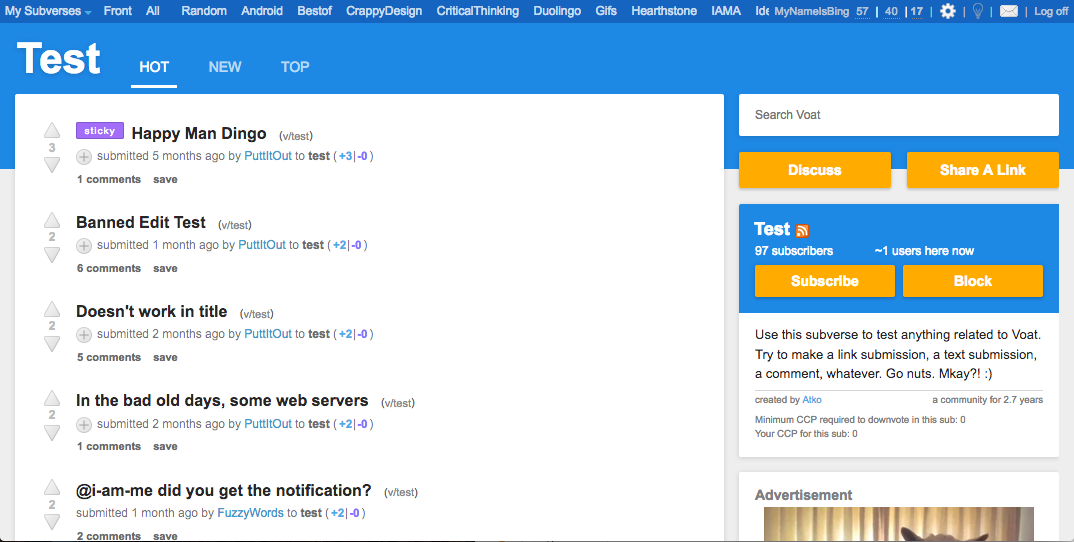 My Subverses Front All Random Android Bestof CrappyDesign CriticalThinking Duolingo Gifs Hearthstone IAMA Ide MyNameIsBing 57 | 40 | 17 | | | | Log off
Test HOT NEW TOP
sticky Happy Man Dingo (v/test)
3
submitted 5 months ago by PuttItOut to test ( +3 | -0 )
1 comments save
Banned Edit Test (v/test)
2
submitted 1 month ago by PuttItOut to test ( +2 | -0 )
6 comments save
Doesn't work in title (v/test)
2
submitted 2 months ago by PuttItOut to test ( +2 | -0 )
5 comments save
In the bad old days, some web servers (v/test)
2
submitted 2 months ago by PuttItOut to test ( +2 | -0 )
1 comments save
@i-am-me did you get the notification? (v/test)
2
submitted 1 month ago by FuzzyWords to test ( +2 | -0 )
2 comments save
Search Voat
Discuss Share A Link
Test
97 subscribers ~1 users here now
Subscribe Block
Use this subverse to test anything related to Voat.
Try to make a link submission, a text submission,
a comment, whatever. Go nuts. Mkay?! :)
created by Atko a community for 2.7 years
Minimum CCP required to downvote in this sub: 0
Your CCP for this sub: 0
Advertisement